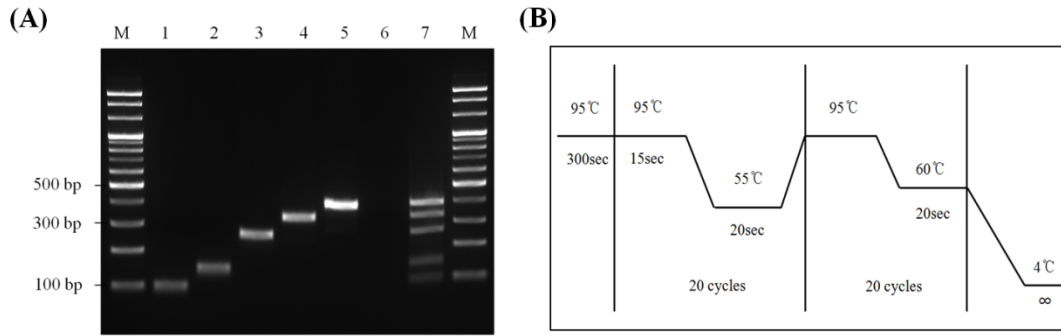 (A)
M 1 2 3 4 5 6 7 M
500 bp
300 bp
100 bp
(B)
95℃ 95℃ 95℃
300sec 15sec
55℃ 60℃
20sec 20sec
4℃
20 cycles 20 cycles
∞